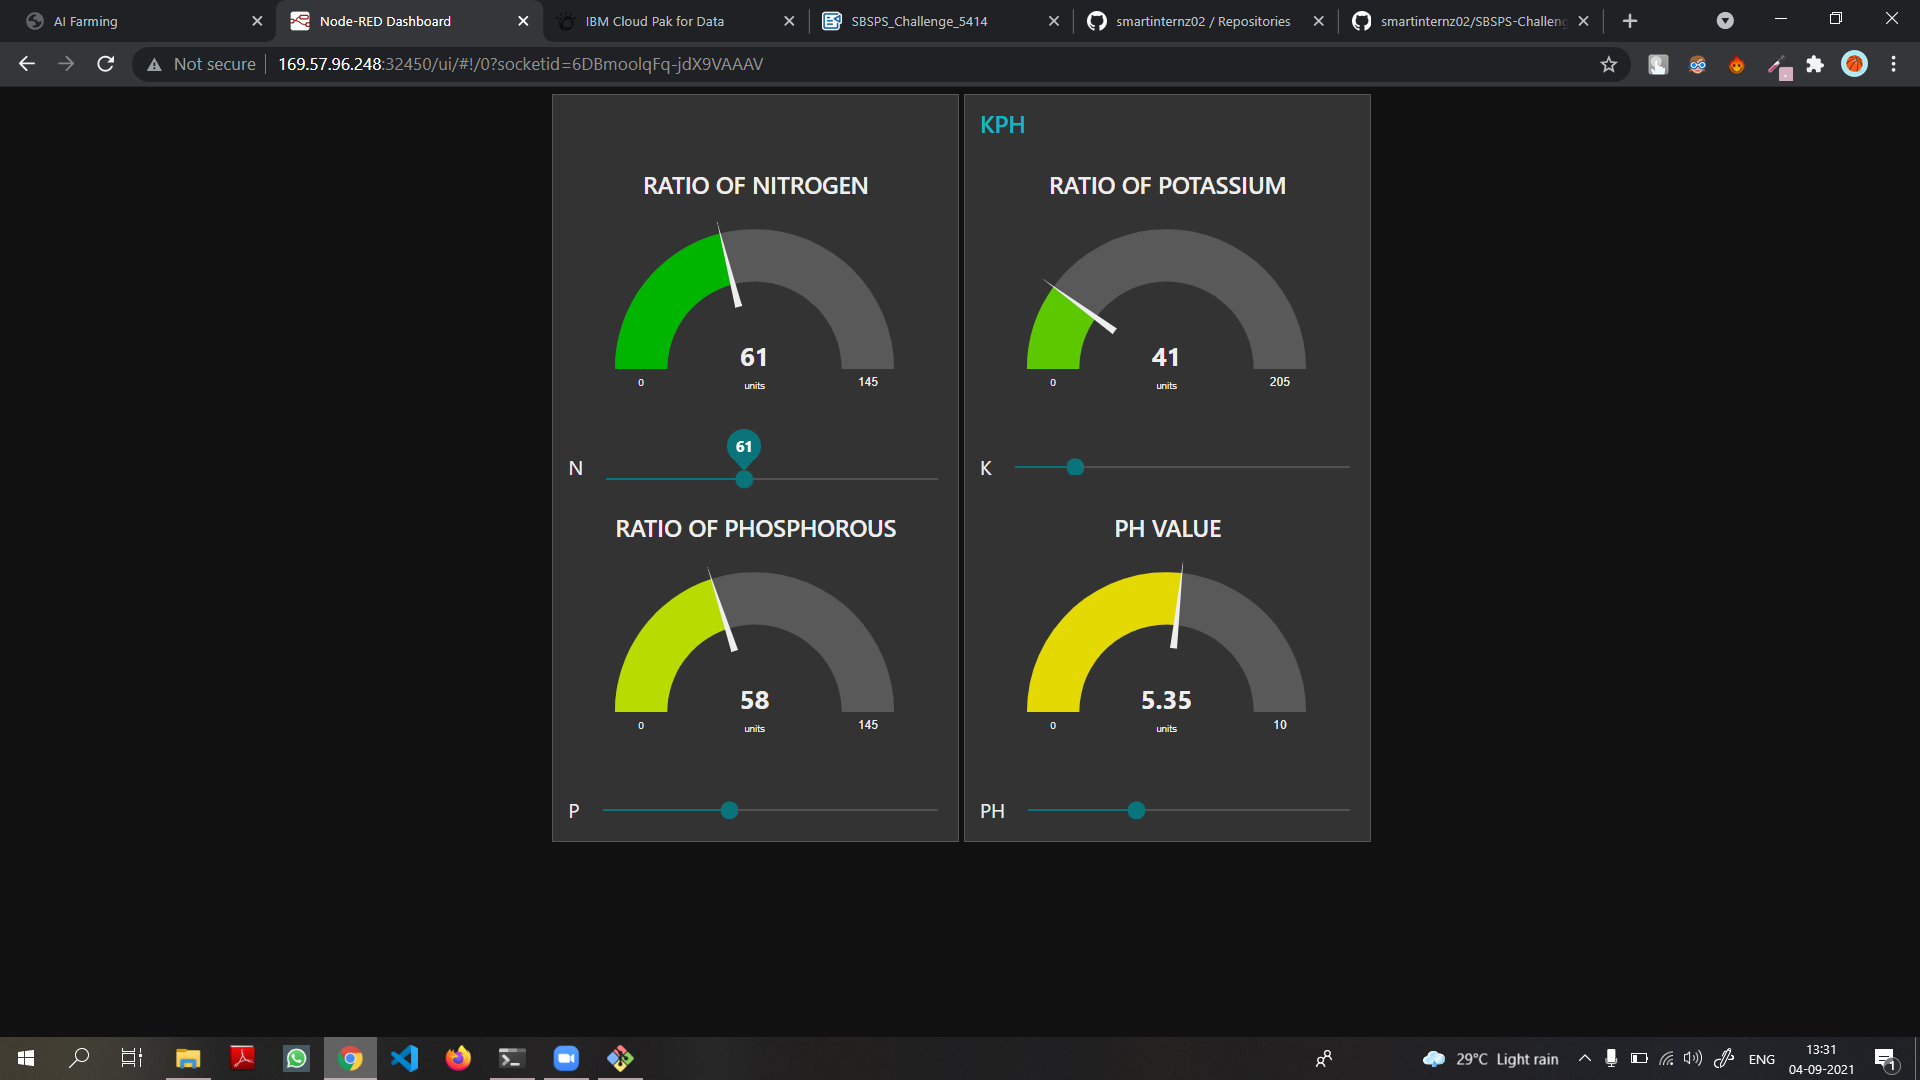 AI Farming
Node-RED Dashboard
IBM Cloud Pak for Data
SBSPS_Challenge_5414
smartinternz02 / Repositories
smartinternz02/SBSPS-Challeng
Not secure
169.57.96.248:32450/ui/#!/0?socketid=6DBmoolqFq-jdX9VAAAV
RATIO OF NITROGEN
61
units
0
145
N
61
RATIO OF PHOSPHOROUS
58
units
0
145
P
KPH
RATIO OF POTASSIUM
41
units
0
205
K
PH VALUE
5.35
units
0
10
PH
29°C Light rain
ENG
13:31
04-09-2021
1